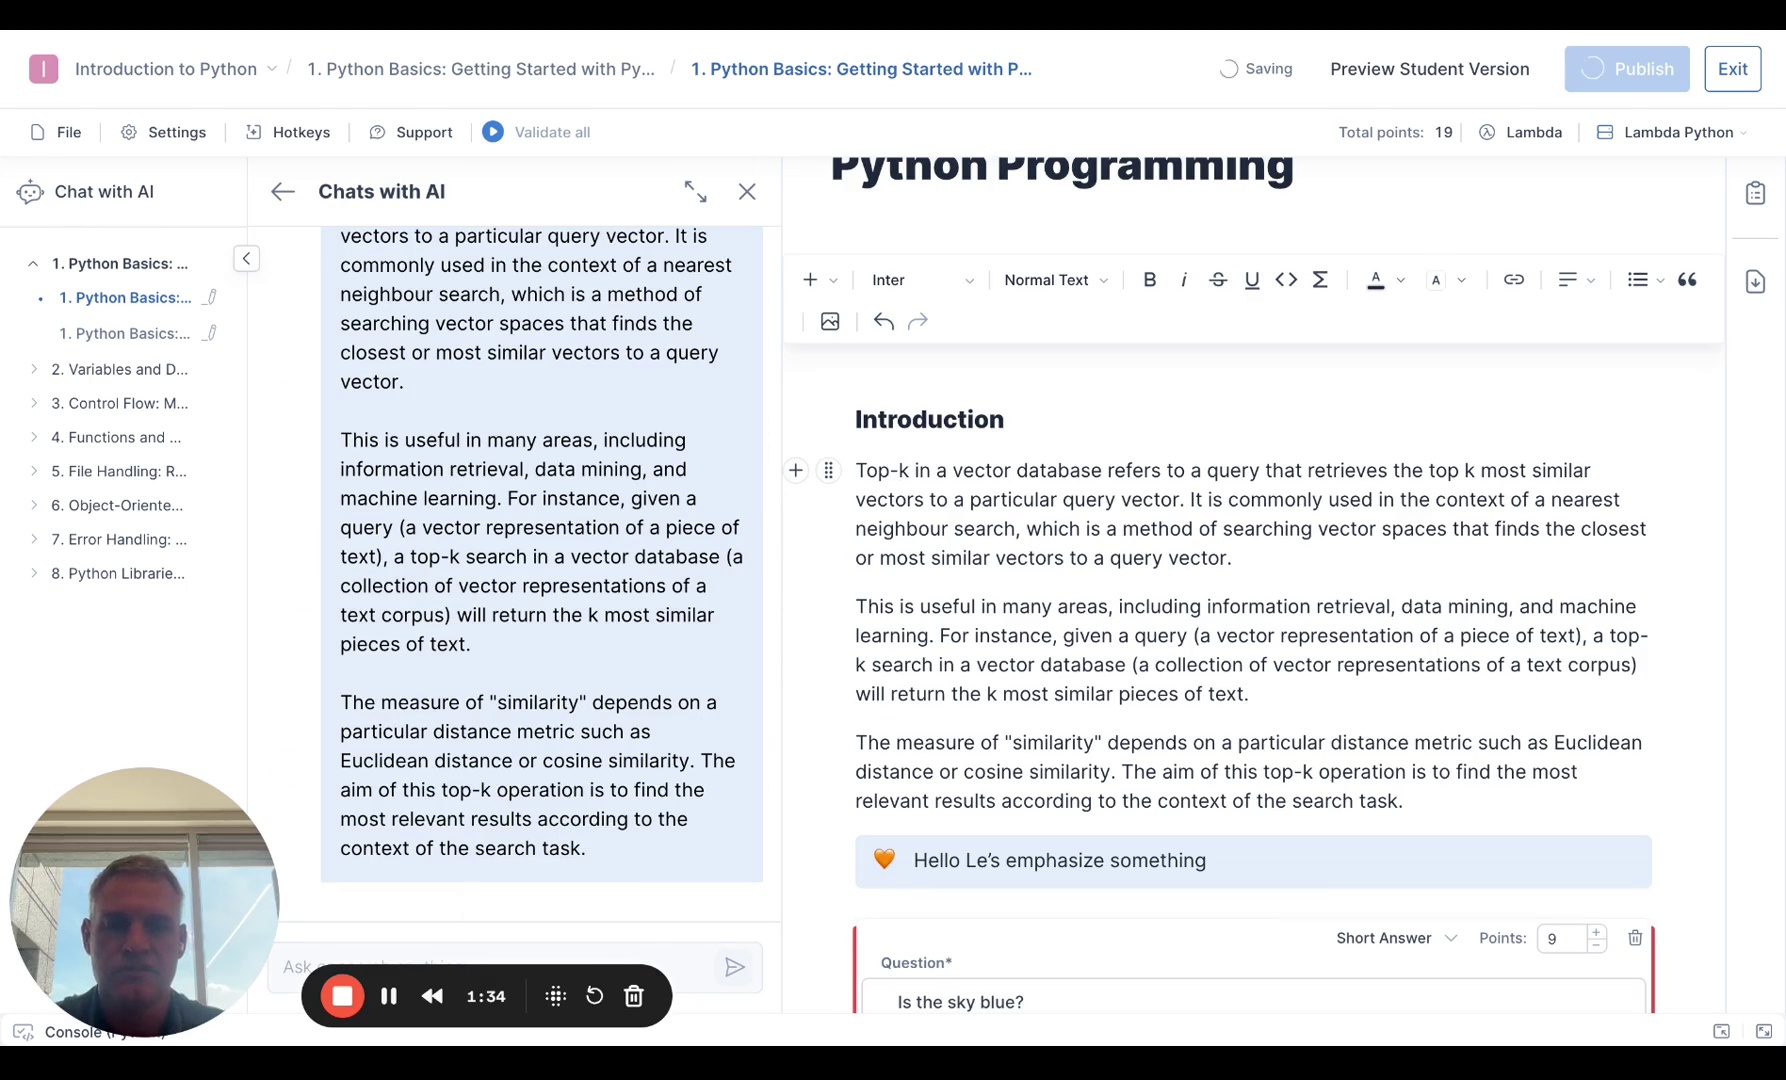 I Introduction to Python / 1. Python Basics: Getting Started with Py... / 1. Python Basics: Getting Started with P...
Saving Preview Student Version Publish Exit
File Settings Hotkeys Support Validate all
Total points: 19 Lambda Lambda Python
Chat with AI
1. Python Basics: ...
1. Python Basics:...
1. Python Basics:...
2. Variables and D...
3. Control Flow: M...
4. Functions and ...
5. File Handling: R...
6. Object-Oriente...
7. Error Handling: ...
8. Python Librarie...
Chats with AI
vectors to a particular query vector. It is
commonly used in the context of a nearest
neighbour search, which is a method of
searching vector spaces that finds the
closest or most similar vectors to a query
vector.
This is useful in many areas, including
information retrieval, data mining, and
machine learning. For instance, given a
query (a vector representation of a piece of
text), a top-k search in a vector database (a
collection of vector representations of a
text corpus) will return the k most similar
pieces of text.
The measure of "similarity" depends on a
particular distance metric such as
Euclidean distance or cosine similarity. The
aim of this top-k operation is to find the
most relevant results according to the
context of the search task.
Ask
1:34
Python Programming
Inter Normal Text B i S U A A
Introduction
Top-k in a vector database refers to a query that retrieves the top k most similar
vectors to a particular query vector. It is commonly used in the context of a nearest
neighbour search, which is a method of searching vector spaces that finds the closest
or most similar vectors to a query vector.
This is useful in many areas, including information retrieval, data mining, and machine
learning. For instance, given a query (a vector representation of a piece of text), a top-
k search in a vector database (a collection of vector representations of a text corpus)
will return the k most similar pieces of text.
The measure of "similarity" depends on a particular distance metric such as Euclidean
distance or cosine similarity. The aim of this top-k operation is to find the most
relevant results according to the context of the search task.
🧡 Hello Le’s emphasize something
Short Answer Points: 9
Question*
Is the sky blue?
Console